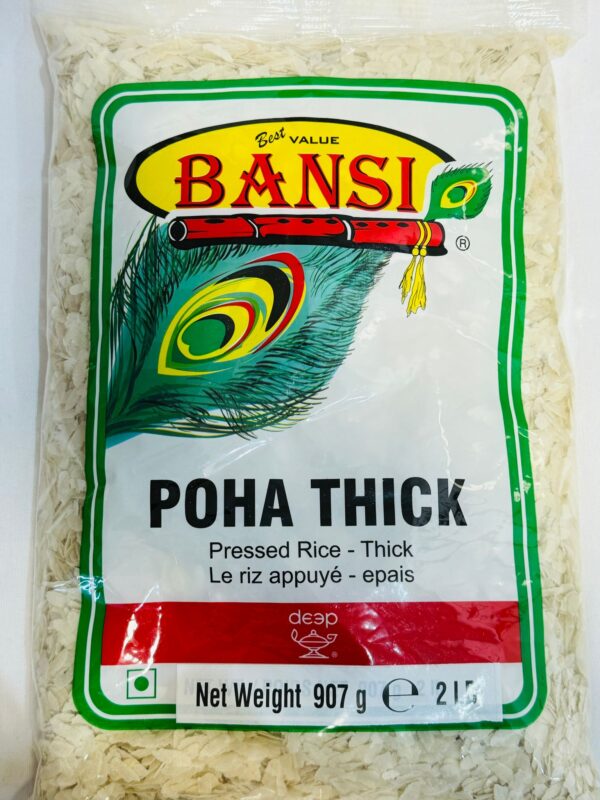 Best VALUE
BANSI
®
POHA THICK
Pressed Rice - Thick
Le riz appuyé - epais
deep
®
Net Weight 907 g ℮ 2 LB